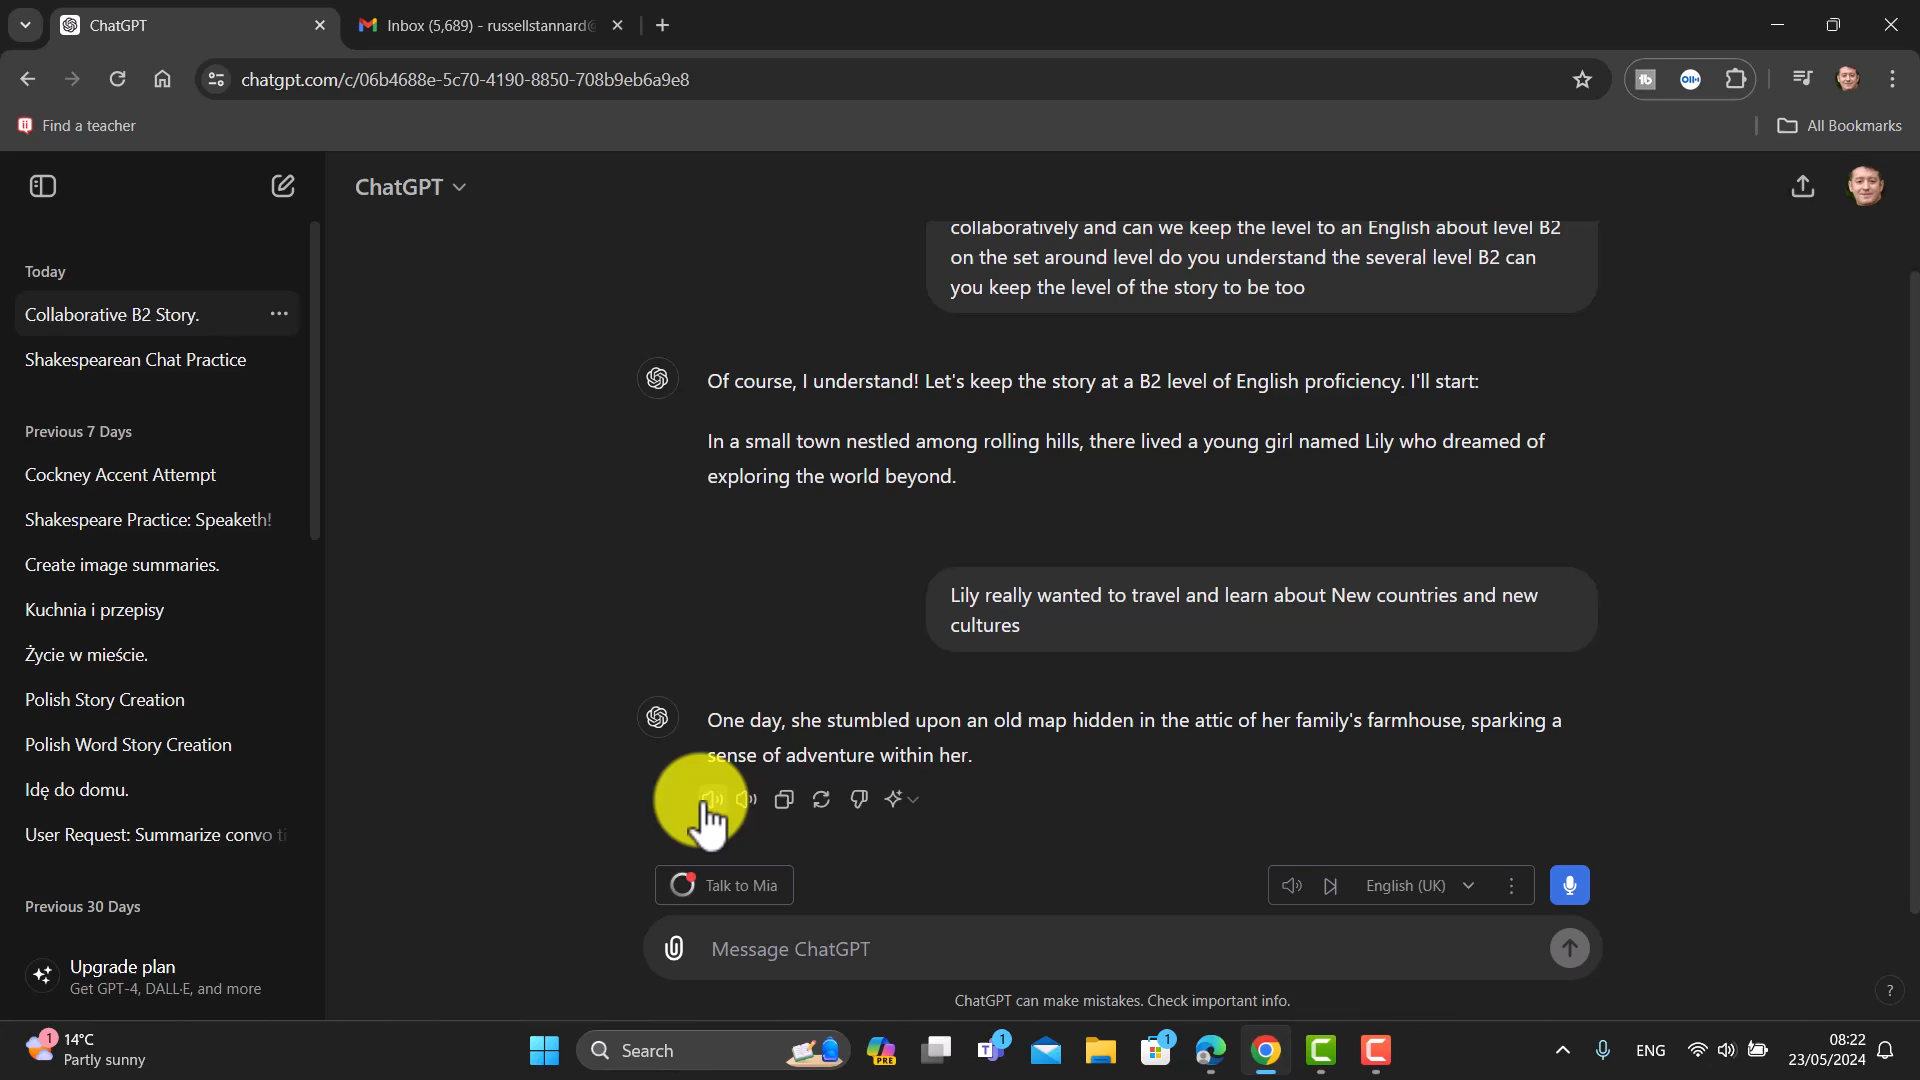 ChatGPT
Inbox (5,689) - russellstannard@
chatgpt.com/c/06b4688e-5c70-4190-8850-708b9eb6a9e8
Find a teacher
All Bookmarks
ChatGPT
Today
Collaborative B2 Story.
Shakespearean Chat Practice
Previous 7 Days
Cockney Accent Attempt
Shakespeare Practice: Speaketh!
Create image summaries.
Kuchnia i przepisy
Życie w mieście.
Polish Story Creation
Polish Word Story Creation
Idę do domu.
User Request: Summarize convo ti
Previous 30 Days
Upgrade plan
Get GPT-4, DALL·E, and more
collaboratively and can we keep the level to an English about level B2
on the set around level do you understand the several level B2 can
you keep the level of the story to be too
Of course, I understand! Let's keep the story at a B2 level of English proficiency. I'll start:
In a small town nestled among rolling hills, there lived a young girl named Lily who dreamed of
exploring the world beyond.
Lily really wanted to travel and learn about New countries and new
cultures
One day, she stumbled upon an old map hidden in the attic of her family's farmhouse, sparking a
sense of adventure within her.
Talk to Mia
English (UK)
Message ChatGPT
ChatGPT can make mistakes. Check important info.
?
1
14°C
Partly sunny
Search
PRE
1
1
ENG
08:22
23/05/2024